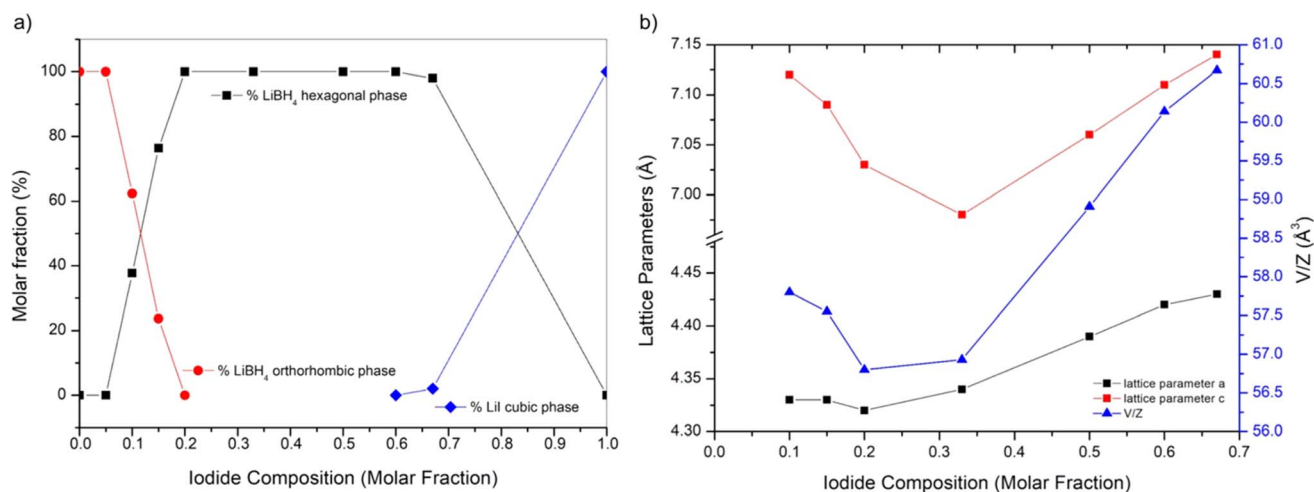 a)
Molar fraction (%)
100
80
60
40
20
0
% LiBH4 hexagonal phase
% LiBH4 orthorhombic phase
% LiI cubic phase
0.0 0.1 0.2 0.3 0.4 0.5 0.6 0.7 0.8 0.9 1.0
Iodide Composition (Molar Fraction)
b)
Lattice Parameters (Å)
7.15
7.10
7.05
7.00
4.45
4.40
4.35
4.30
lattice parameter a
lattice parameter c
V/Z
0.0 0.1 0.2 0.3 0.4 0.5 0.6 0.7
Iodide Composition (Molar Fraction)
61.0
60.5
60.0
59.5
59.0
58.5
58.0
57.5
57.0
56.5
56.0
V/Z (Å3)